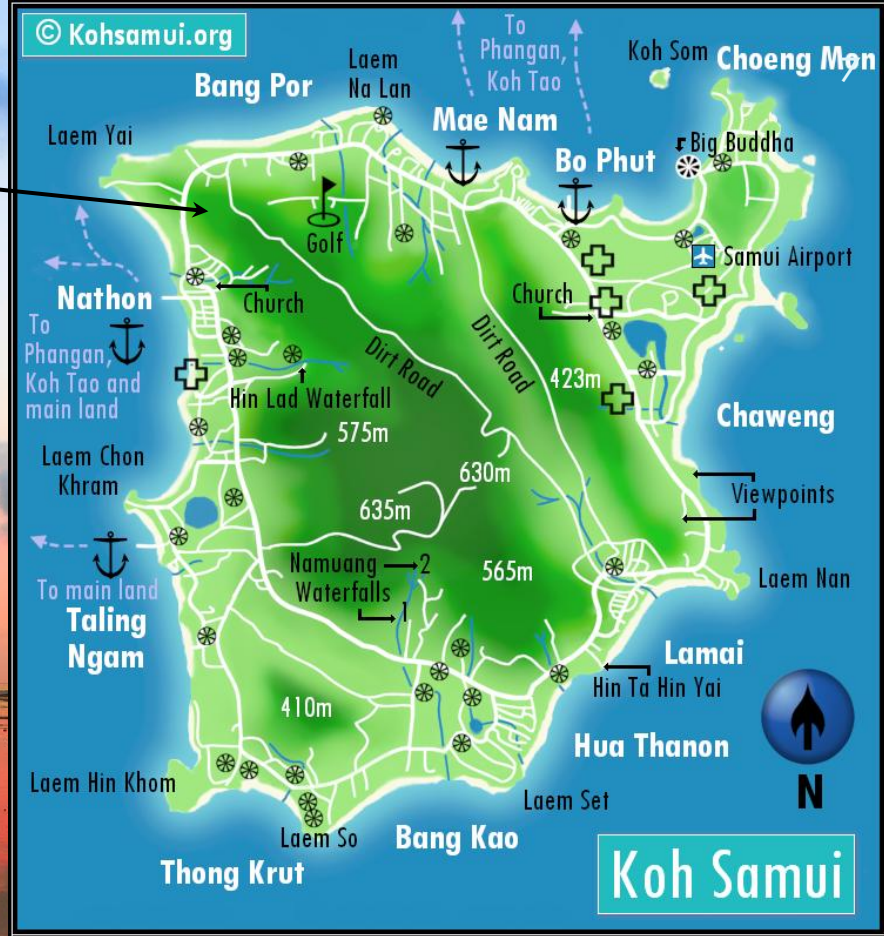 © Kohsamui.org
To
Phangan,
Koh Tao
Koh Som
Choeng Mon
Laem
Na Lan
Bang Por
Mae Nam
Laem Yai
Bo Phut
Big Buddha
Golf
Samui Airport
Nathon
Church
Church
To
Phangan,
Koh Tao and
main land
Dirt Road
Dirt Road
Hin Lad Waterfall
423m
Chaweng
575m
Laem Chon
Khram
630m
Viewpoints
635m
Namuang
Waterfalls
2
1
565m
To main land
Laem Nan
Taling
Ngam
Lamai
Hin Ta Hin Yai
410m
Hua Thanon
N
Laem Hin Khom
Laem Set
Laem So
Bang Kao
Thong Krut
Koh Samui